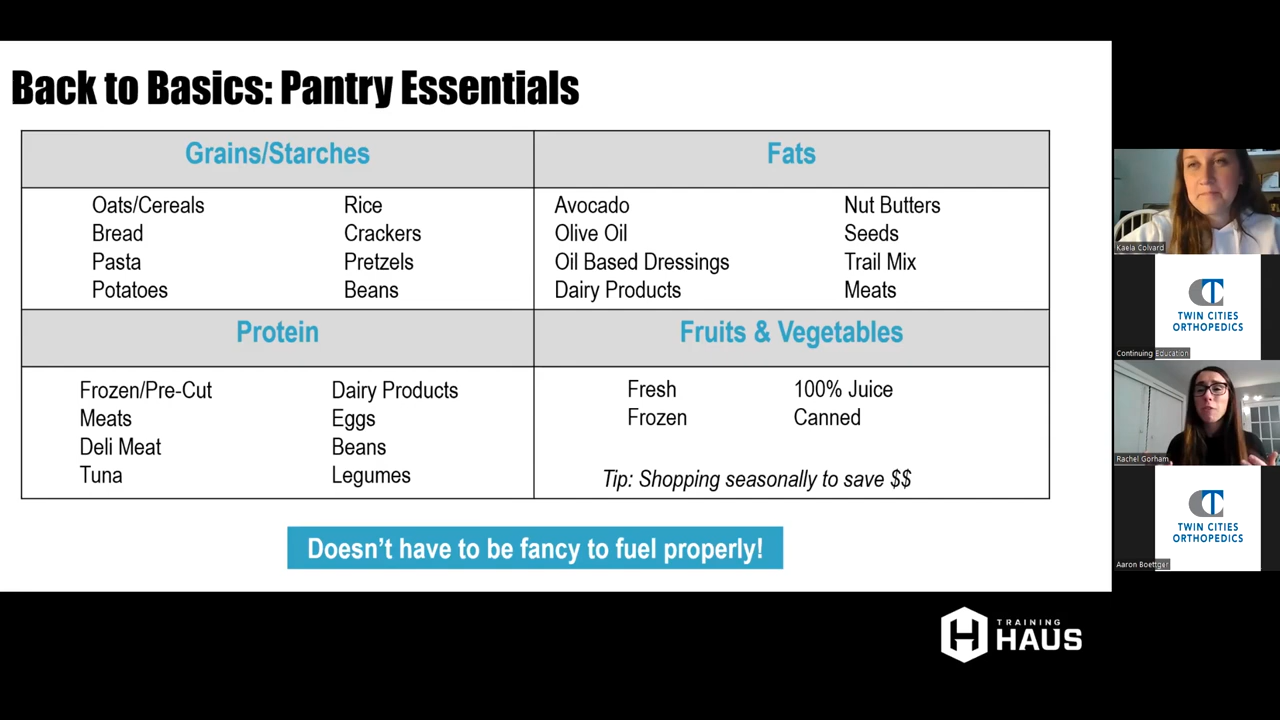 Back to Basics: Pantry Essentials
Grains/Starches
Oats/Cereals
Bread
Pasta
Potatoes
Rice
Crackers
Pretzels
Beans
Fats
Avocado
Olive Oil
Oil Based Dressings
Dairy Products
Nut Butters
Seeds
Trail Mix
Meats
Protein
Frozen/Pre-Cut
Meats
Deli Meat
Tuna
Dairy Products
Eggs
Beans
Legumes
Fruits & Vegetables
Fresh
Frozen
100% Juice
Canned
Tip: Shopping seasonally to save $$
Doesn't have to be fancy to fuel properly!
Kaela Colvard
TWIN CITIES
ORTHOPEDICS
Continuing Education
Rachel Gorham
TWIN CITIES
ORTHOPEDICS
Aaron Boettger
TRAINING
HAUS